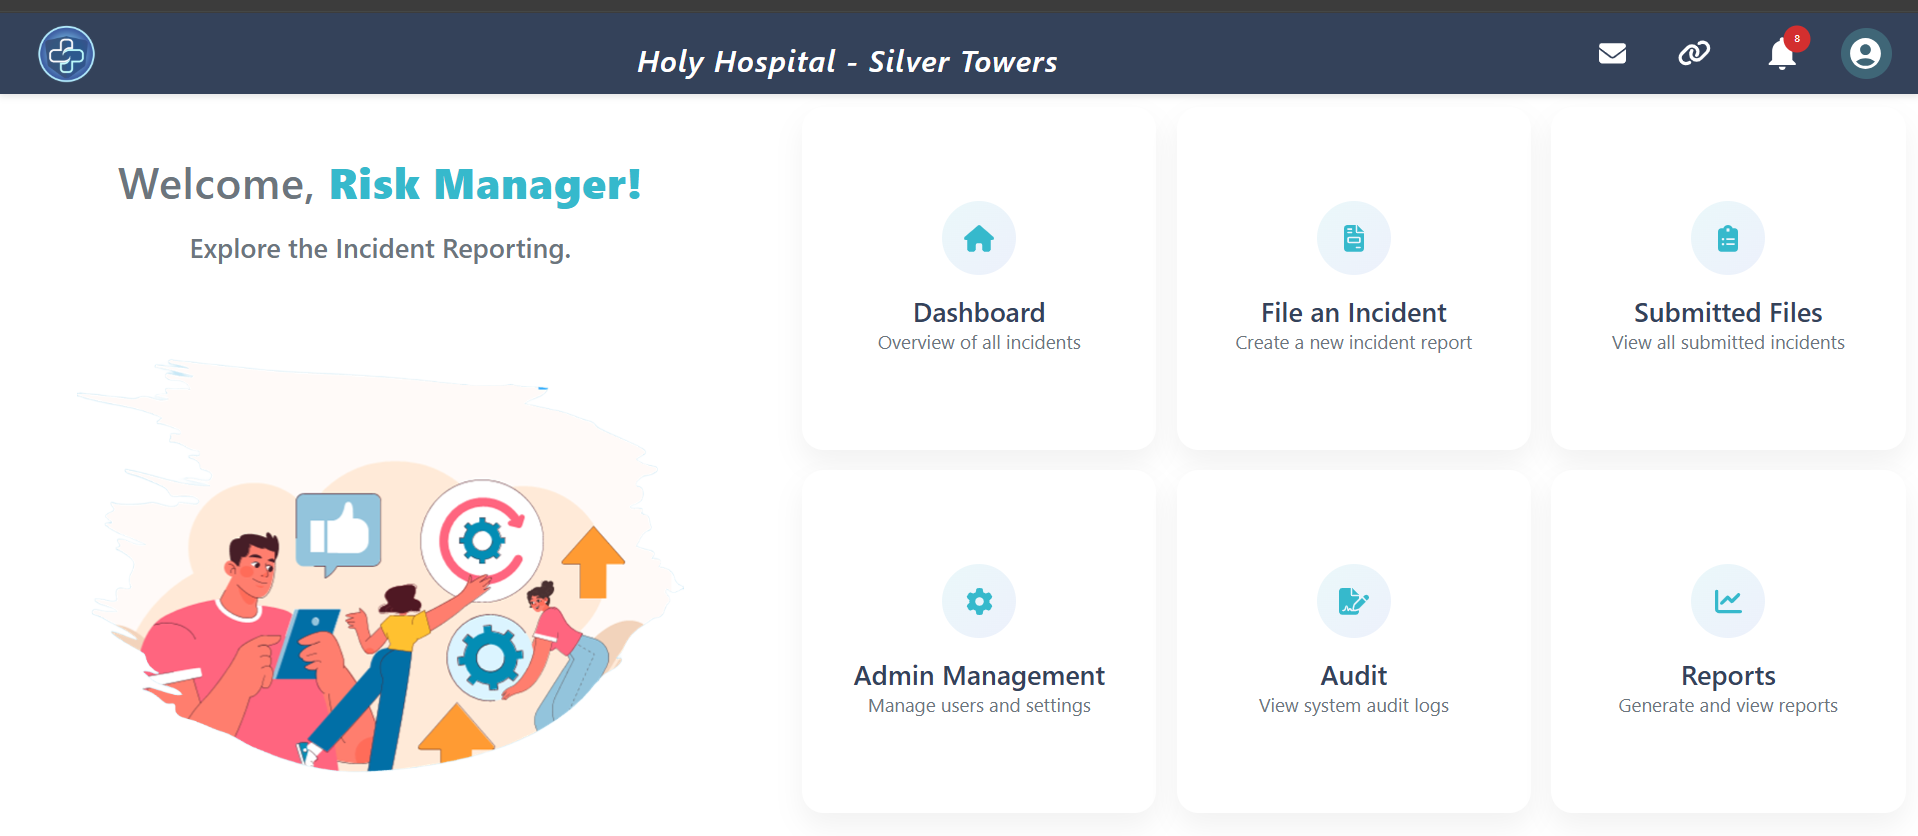 Holy Hospital - Silver Towers
8
Welcome, Risk Manager!
Explore the Incident Reporting.
Dashboard
Overview of all incidents
File an Incident
Create a new incident report
Submitted Files
View all submitted incidents
Admin Management
Manage users and settings
Audit
View system audit logs
Reports
Generate and view reports